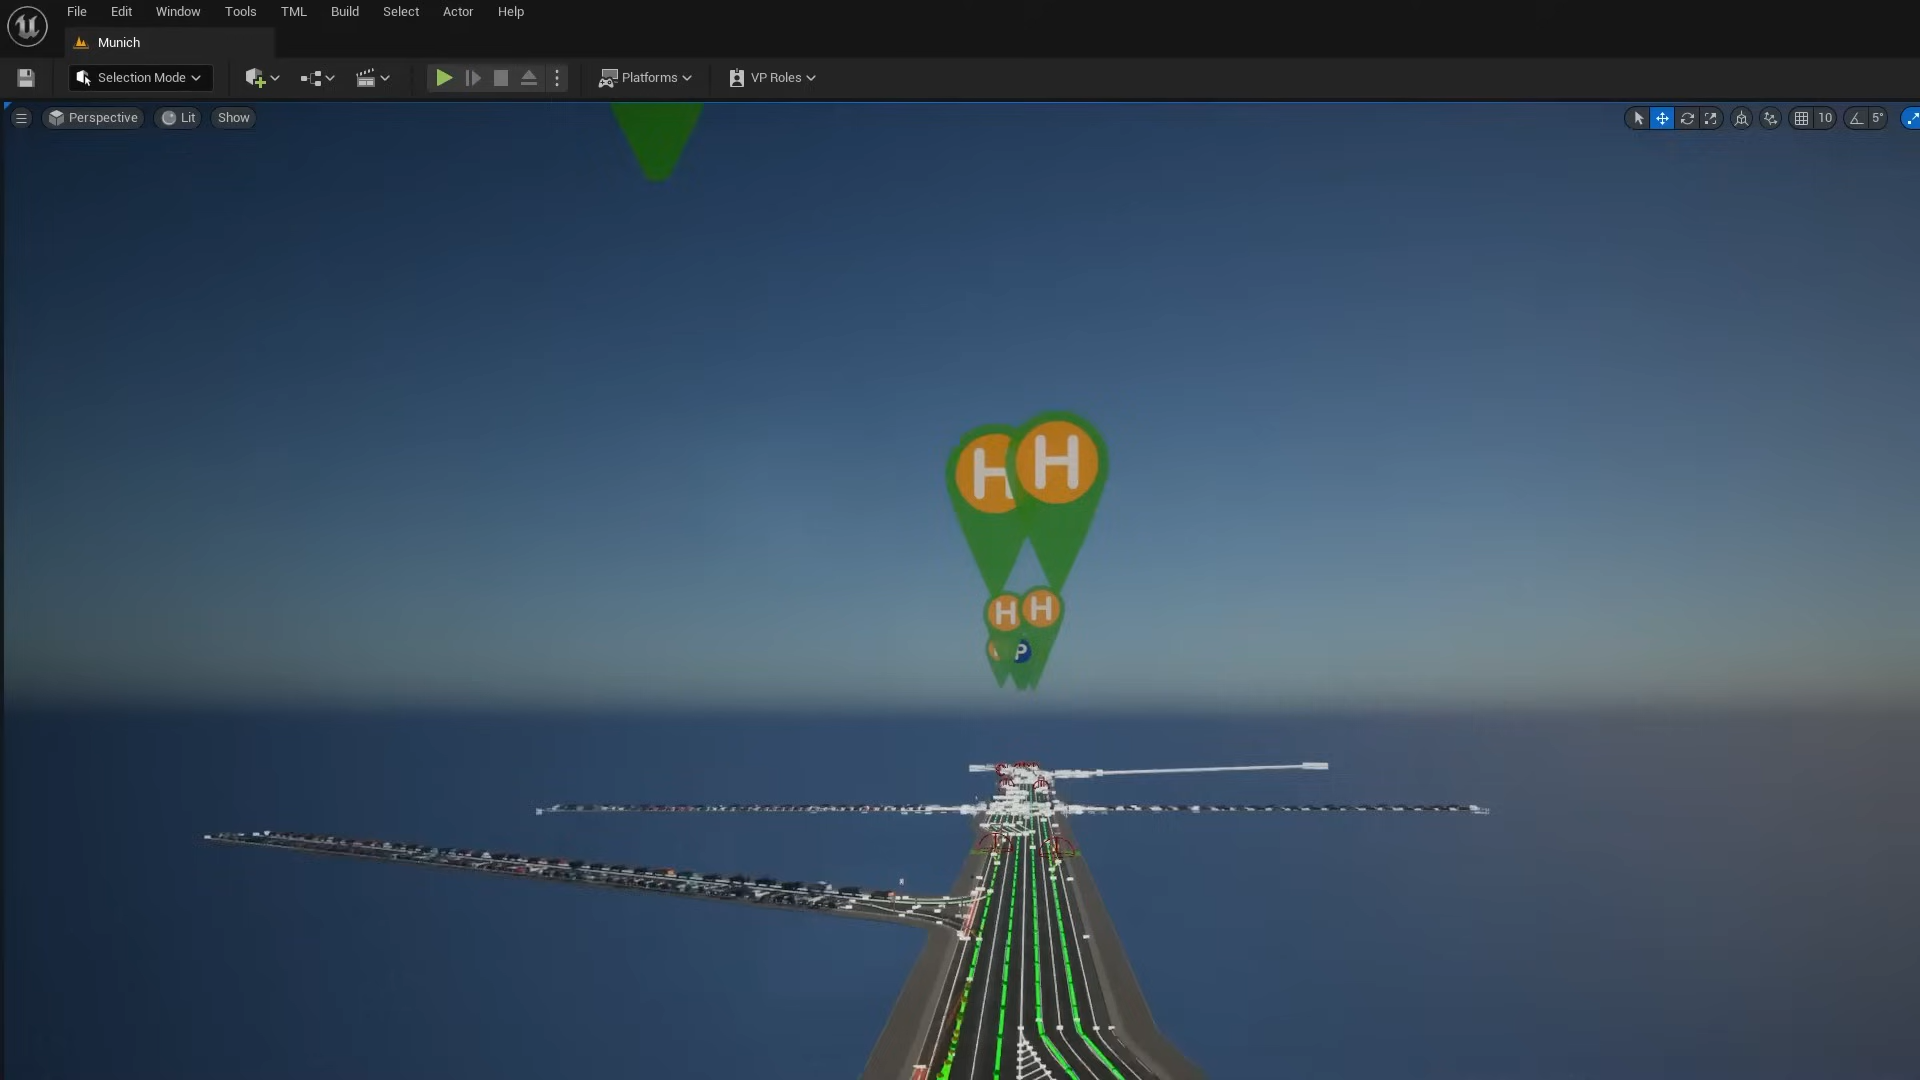 File Edit Window Tools TML Build Select Actor Help
Munich
Selection Mode Platforms VP Roles
Perspective Lit Show 10 5°
H H
H H
P